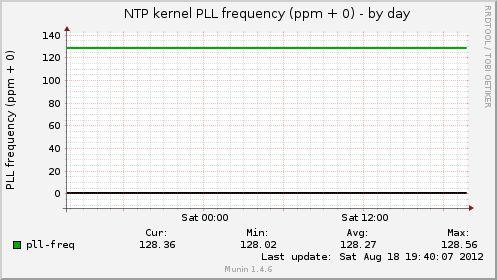 NTP kernel PLL frequency (ppm + 0) - by day
RRDTOOL / TOBI OETIKER
PLL frequency (ppm + 0)
140
120
100
80
60
40
20
0
Sat 00:00 Sat 12:00
Cur: Min: Avg: Max:
pll-freq 128.36 128.02 128.27 128.56
Last update: Sat Aug 18 19:40:07 2012
Munin 1.4.6